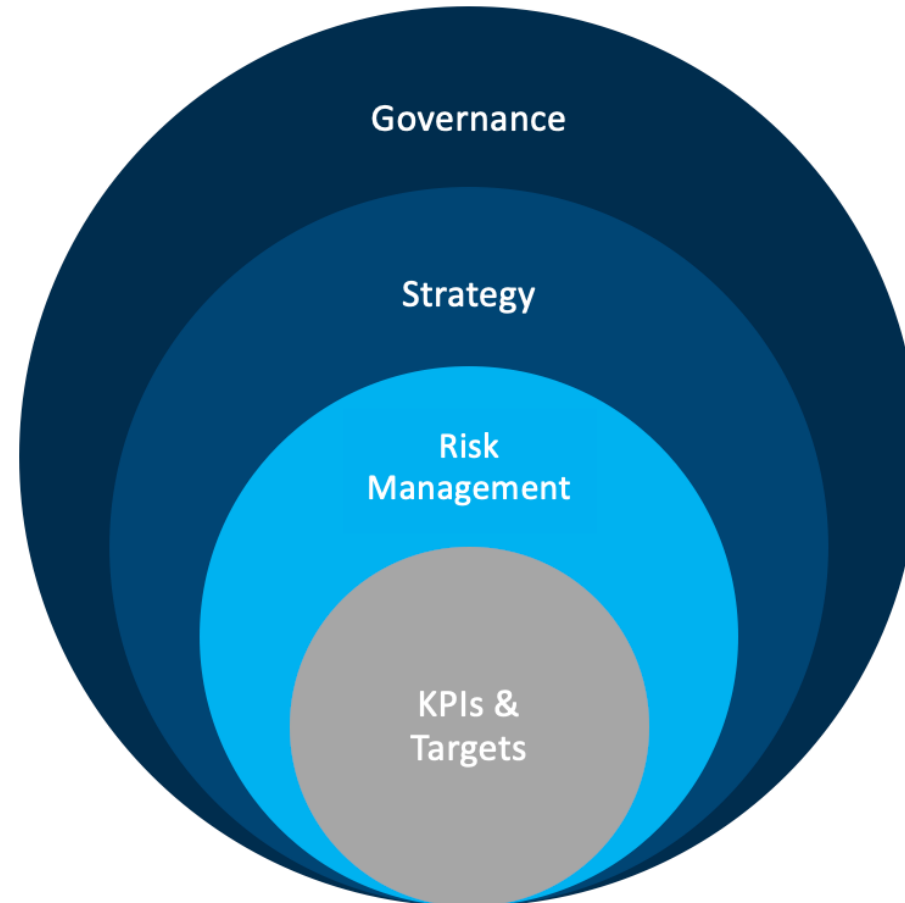 Governance
Strategy
Risk
Management
KPIs &
Targets